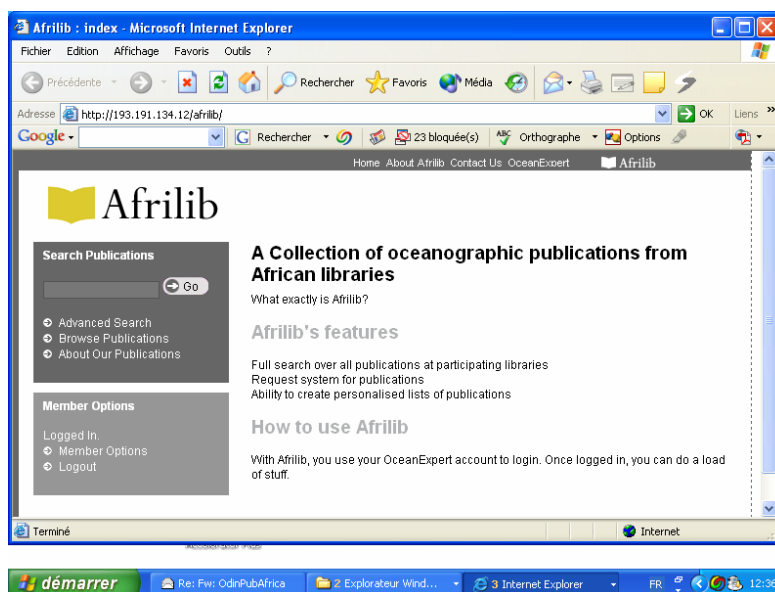 Afrilib : index - Microsoft Internet Explorer
Fichier Edition Affichage Favoris Outils ?
Précédente Rechercher Favoris Média
Adresse http://193.191.134.12/afrilib/ OK Liens »
Google Rechercher 23 bloquée(s) ABC Orthographe Options
Home About Afrilib Contact Us OceanExpert Afrilib
Afrilib
Search Publications
Go
Advanced Search
Browse Publications
About Our Publications
Member Options
Logged In.
Member Options
Logout
A Collection of oceanographic publications from
African libraries
What exactly is Afrilib?
Afrilib's features
Full search over all publications at participating libraries
Request system for publications
Ability to create personalised lists of publications
How to use Afrilib
With Afrilib, you use your OceanExpert account to login. Once logged in, you can do a load
of stuff.
Terminé Internet
démarrer Re: Fw: OdinPubAfrica 2 Explorateur Wind... 3 Internet Explorer FR 12:36